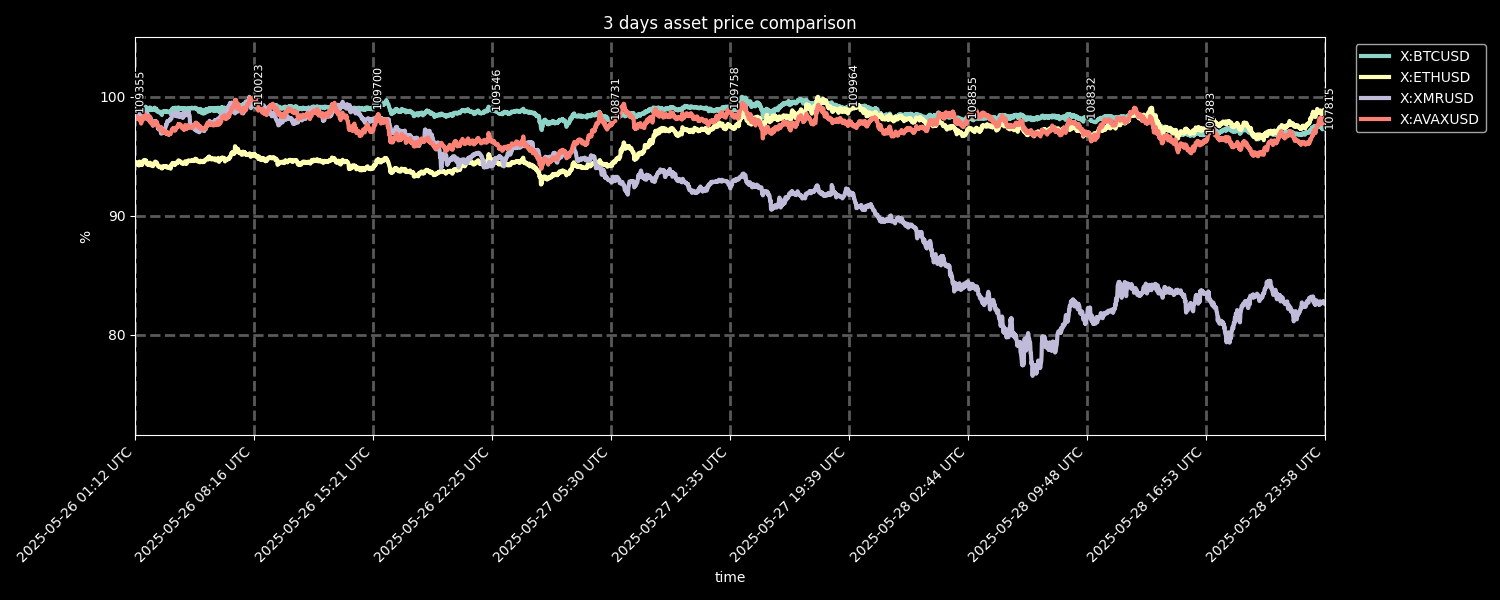 3 days asset price comparison
X:BTCUSD
X:ETHUSD
X:XMRUSD
X:AVAXUSD
109355
110023
109700
109546
108731
109758
109964
108855
108332
107383
107815
100
90
80
%
2025-05-26 01:12 UTC
2025-05-26 08:16 UTC
2025-05-26 15:21 UTC
2025-05-26 22:25 UTC
2025-05-27 05:30 UTC
2025-05-27 12:35 UTC
2025-05-27 19:39 UTC
2025-05-28 02:44 UTC
2025-05-28 09:48 UTC
2025-05-28 16:53 UTC
2025-05-28 23:58 UTC
time